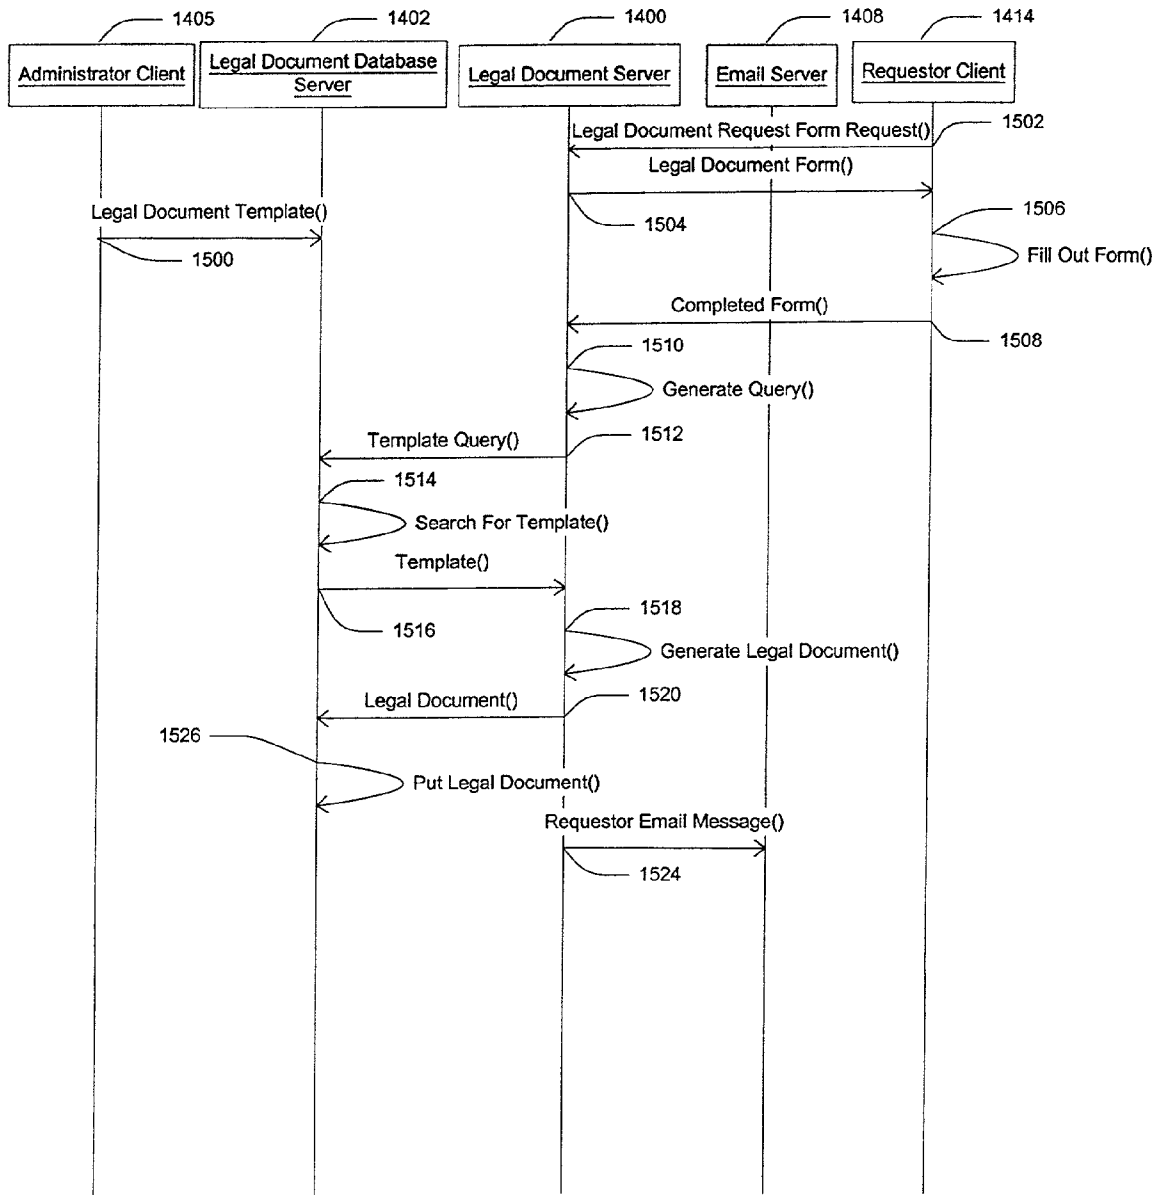 1405
1402
1400
1408
1414
Administrator Client
Legal Document Database
Server
Legal Document Server
Email Server
Requestor Client
Legal Document Request Form Request()
1502
Legal Document Form()
1504
Legal Document Template()
1500
1506
Fill Out Form()
Completed Form()
1508
1510
Generate Query()
Template Query()
1512
1514
Search For Template()
Template()
1516
1518
Generate Legal Document()
Legal Document()
1520
1526
Put Legal Document()
Requestor Email Message()
1524